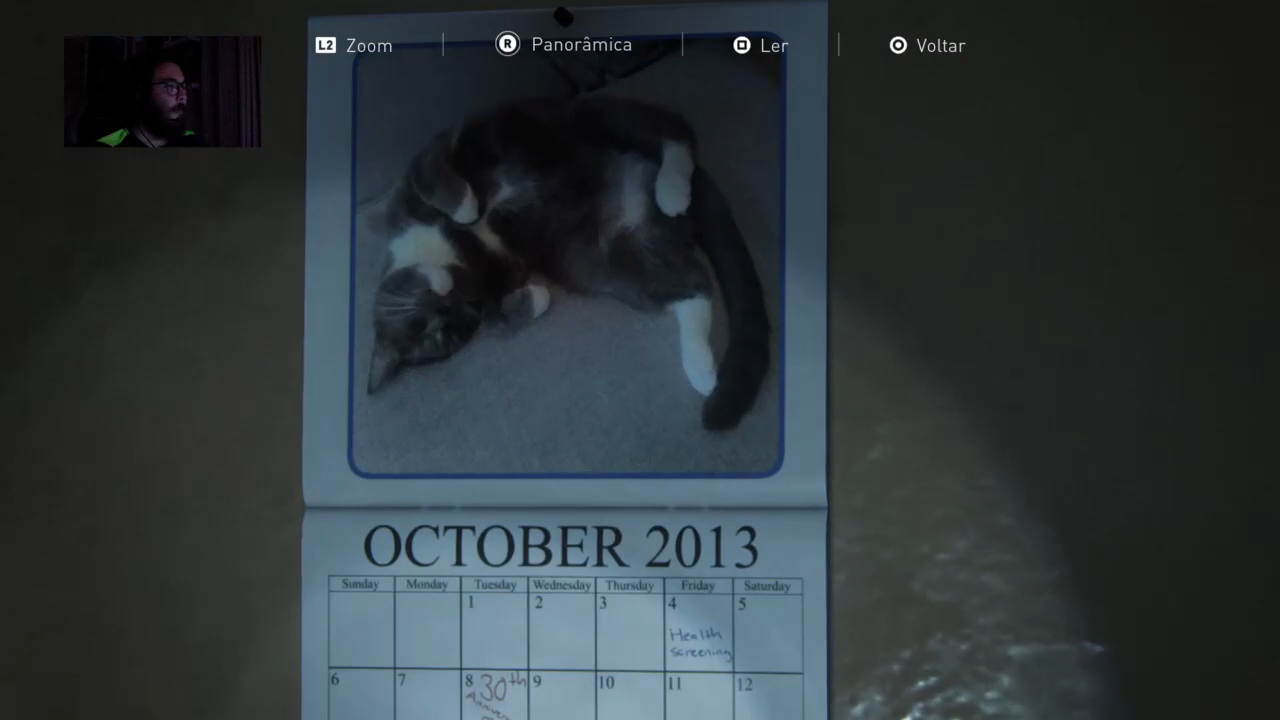 L2 Zoom
R Panorâmica
Ler
Voltar
OCTOBER 2013
Sunday Monday Tuesday Wednesday Thursday Friday Saturday
1 2 3 4 5
Health
screening
6 7 8 30th 9 10 11 12